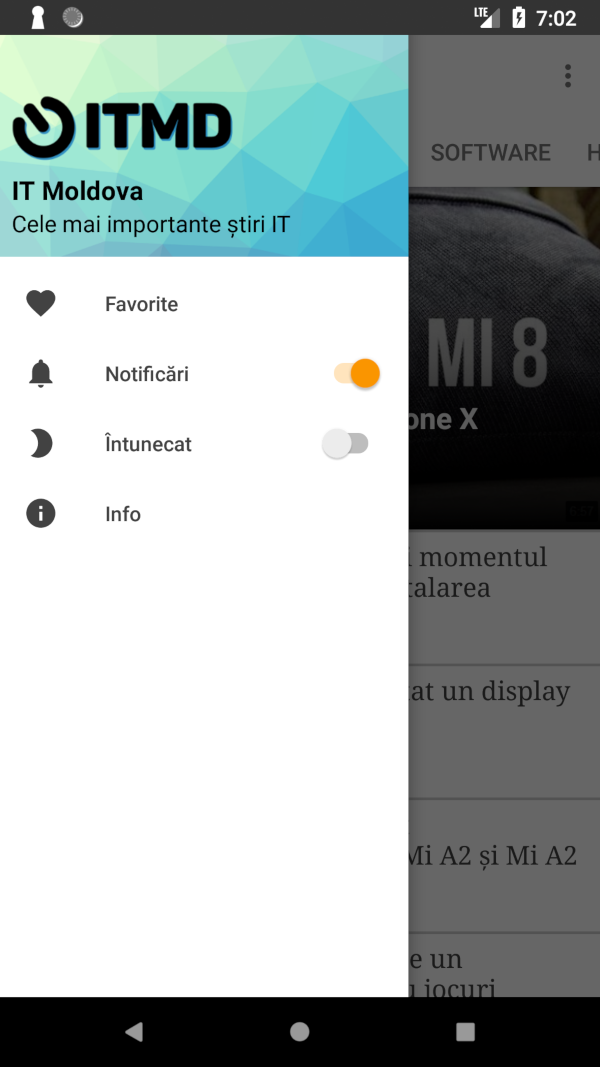 LTE 7:02
ITMD
IT Moldova
Cele mai importante știri IT
SOFTWARE
Favorite
Notificări
Întunecat
Info
MI 8
one X
i momentul
talarea
at un display
Mi A2 și Mi A2
e un
jocuri